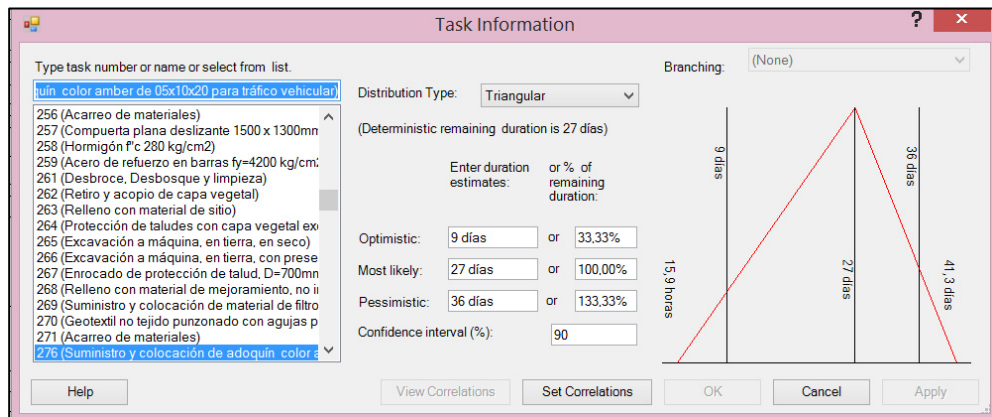 Task Information
?
Type task number or name or select from list.
uín color amber de 05x10x20 para tráfico vehicular)
256 (Acarreo de materiales)
257 (Compuerta plana deslizante 1500 x 1300mm
258 (Hormigón f'c 280 kg/cm2)
259 (Acero de refuerzo en barras fy=4200 kg/cm2
261 (Desbroce, Desbosque y limpieza)
262 (Retiro y acopio de capa vegetal)
263 (Relleno con material de sitio)
264 (Protección de taludes con capa vegetal exc
265 (Excavación a máquina, en tierra, en seco)
266 (Excavación a máquina, en tierra, con prese
267 (Enrocado de protección de talud, D=700mm
268 (Relleno con material de mejoramiento, no i
269 (Suministro y colocación de material de filtro
270 (Geotextil no tejido punzonado con agujas p
271 (Acarreo de materiales)
276 (Suministro y colocación de adoquín color a
Distribution Type: Triangular
(Deterministic remaining duration is 27 días)
Enter duration estimates:
or % of remaining duration:
Optimistic: 9 días or 33,33%
Most likely: 27 días or 100,00%
Pessimistic: 36 días or 133,33%
Confidence interval (%): 90
Branching: (None)
9 días
36 días
15,9 horas
27 días
41,3 días
Help
View Correlations
Set Correlations
OK
Cancel
Apply